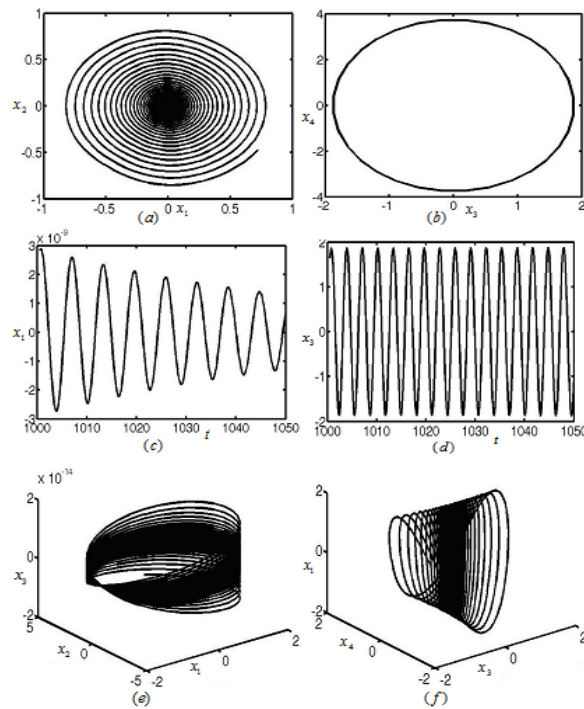 1
0.5
x₂ 0
-0.5
-1
-1 -0.5 0 0.5 1
(a) x₁
4
2
0
x₄
-2
-4
-2 -1 0 1 2
(b) x₃
× 10⁻⁹
3
2
1
x₁ 0
-1
-2
-3
1000 1010 1020 1030 1040 1050
(c) t
2
1
x₃ 0
-1
-2
1000 1010 1020 1030 1040 1050
(d) t
× 10⁻¹⁴
2
0
x₃
-2
5
x₂ 0
-5
-2
x₁ 0
2
(e)
2
x₁ 0
-2
2
x₄ 0
-2
-2
x₃ 0
2
(f)